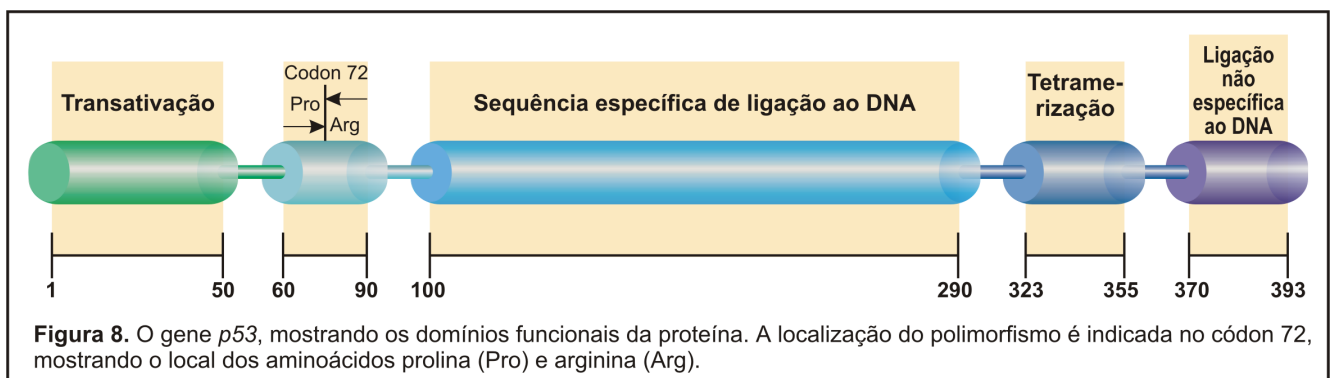 Transativação
Codon 72
Pro
Arg
Sequência específica de ligação ao DNA
Tetrame-
rização
Ligação
não
específica
ao DNA
1 50 60 90 100 290 323 355 370 393
Figura 8. O gene p53, mostrando os domínios funcionais da proteína. A localização do polimorfismo é indicada no códon 72,
mostrando o local dos aminoácidos prolina (Pro) e arginina (Arg).